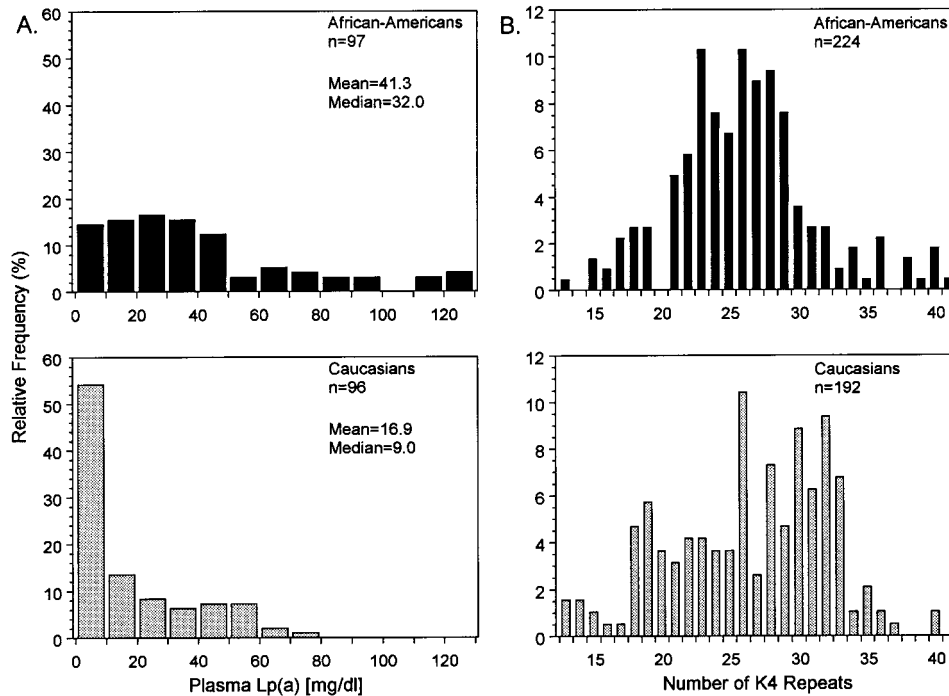 A.
African-Americans
n=97
Mean=41.3
Median=32.0
60
50
40
30
20
10
0
0 20 40 60 80 100 120
B.
African-Americans
n=224
12
10
8
6
4
2
0
15 20 25 30 35 40
Relative Frequency (%)
Caucasians
n=96
Mean=16.9
Median=9.0
60
50
40
30
20
10
0
0 20 40 60 80 100 120
Plasma Lp(a) [mg/dl]
Caucasians
n=192
12
10
8
6
4
2
0
15 20 25 30 35 40
Number of K4 Repeats